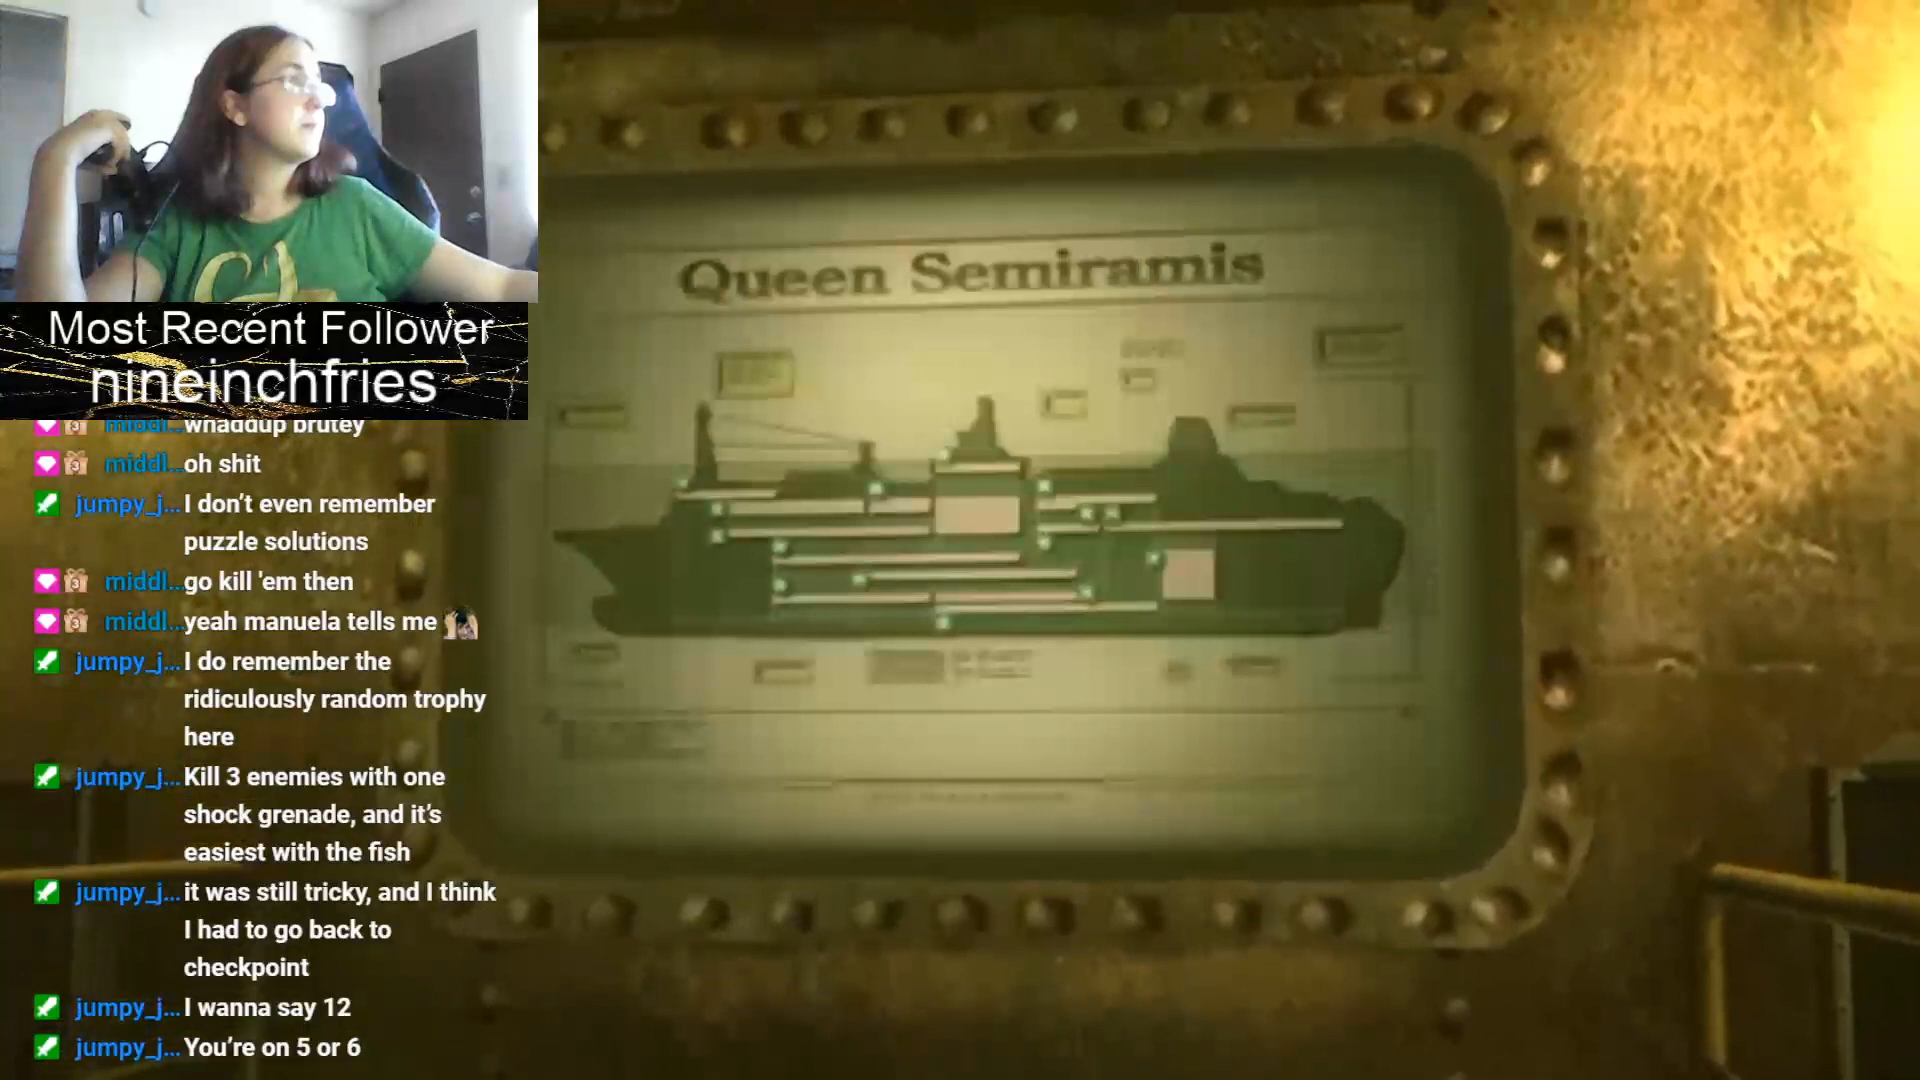 Queen Semiramis
Most Recent Follower
nineinchfries
middl... whaddup brutey
middl... oh shit
jumpy_j... I don't even remember
puzzle solutions
middl... go kill 'em then
middl... yeah manuela tells me
jumpy_j... I do remember the
ridiculously random trophy
here
jumpy_j... Kill 3 enemies with one
shock grenade, and it's
easiest with the fish
jumpy_j... it was still tricky, and I think
I had to go back to
checkpoint
jumpy_j... I wanna say 12
jumpy_j... You're on 5 or 6